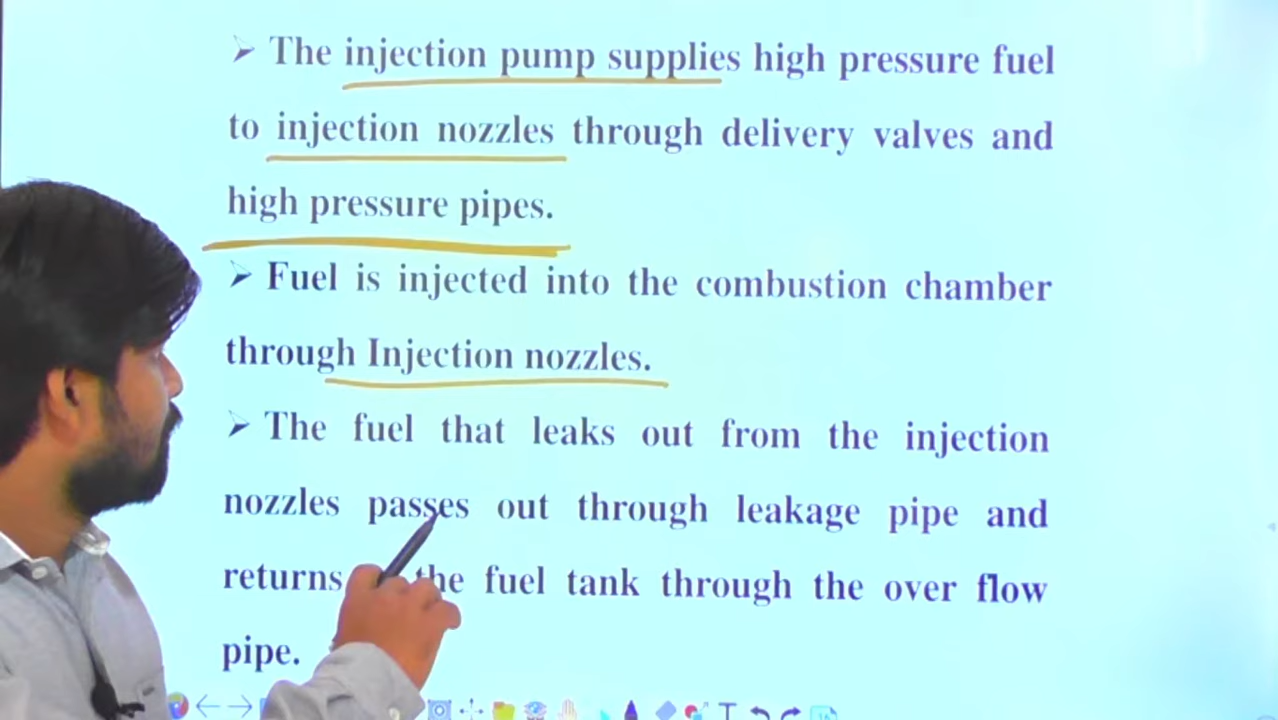 ➤ The injection pump supplies high pressure fuel
to injection nozzles through delivery valves and
high pressure pipes.
➤ Fuel is injected into the combustion chamber
through Injection nozzles.
➤ The fuel that leaks out from the injection
nozzles passes out through leakage pipe and
returns the fuel tank through the over flow
pipe.